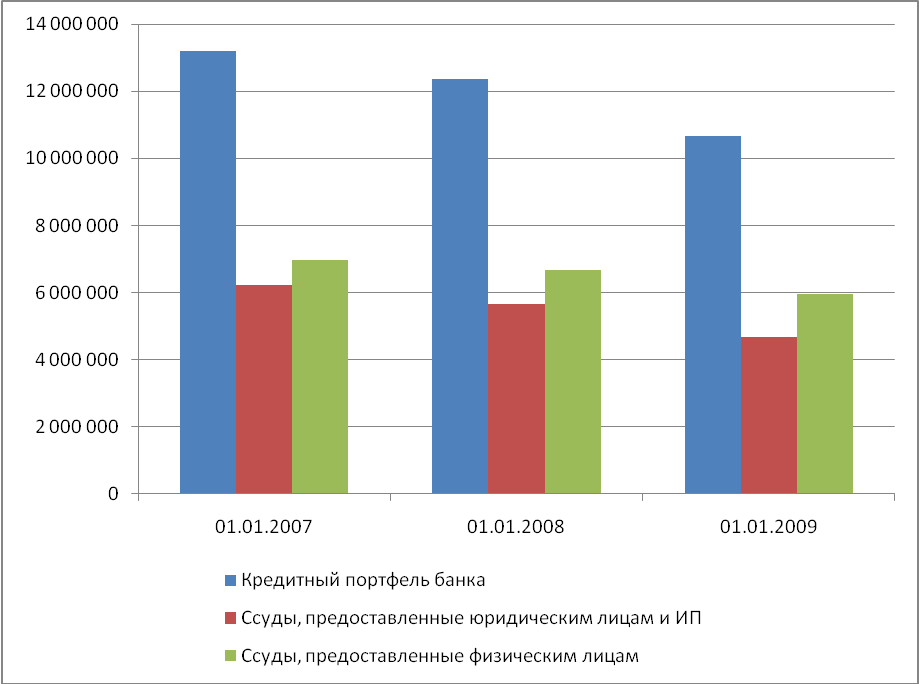 14 000 000
12 000 000
10 000 000
8 000 000
6 000 000
4 000 000
2 000 000
0
01.01.2007 01.01.2008 01.01.2009
Кредитный портфель банка
Ссуды, предоставленные юридическим лицам и ИП
Ссуды, предоставленные физическим лицам